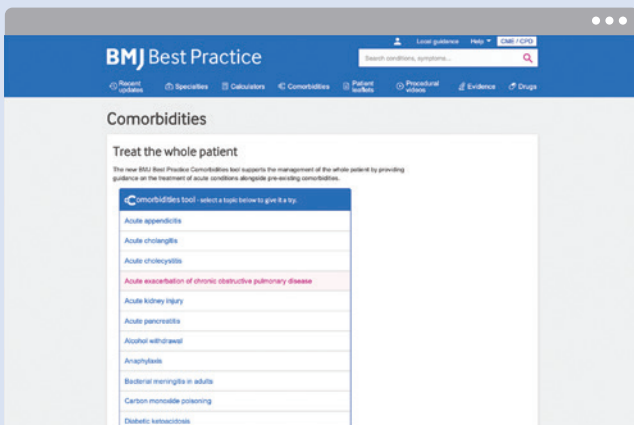 Local guidance Help CME / CPD
BMJ Best Practice
Search conditions, symptoms...
Recent updates Specialties Calculators Comorbidities Patient leaflets Procedural videos Evidence Drugs
Comorbidities
Treat the whole patient
The new BMJ Best Practice Comorbidities tool supports the management of the whole patient by providing
guidance on the treatment of acute conditions alongside pre-existing comorbidities.
Comorbidities tool - select a topic below to give it a try.
Acute appendicitis
Acute cholangitis
Acute cholecystitis
Acute exacerbation of chronic obstructive pulmonary disease
Acute kidney injury
Acute pancreatitis
Alcohol withdrawal
Anaphylaxis
Bacterial meningitis in adults
Carbon monoxide poisoning
Diabetic ketoacidosis